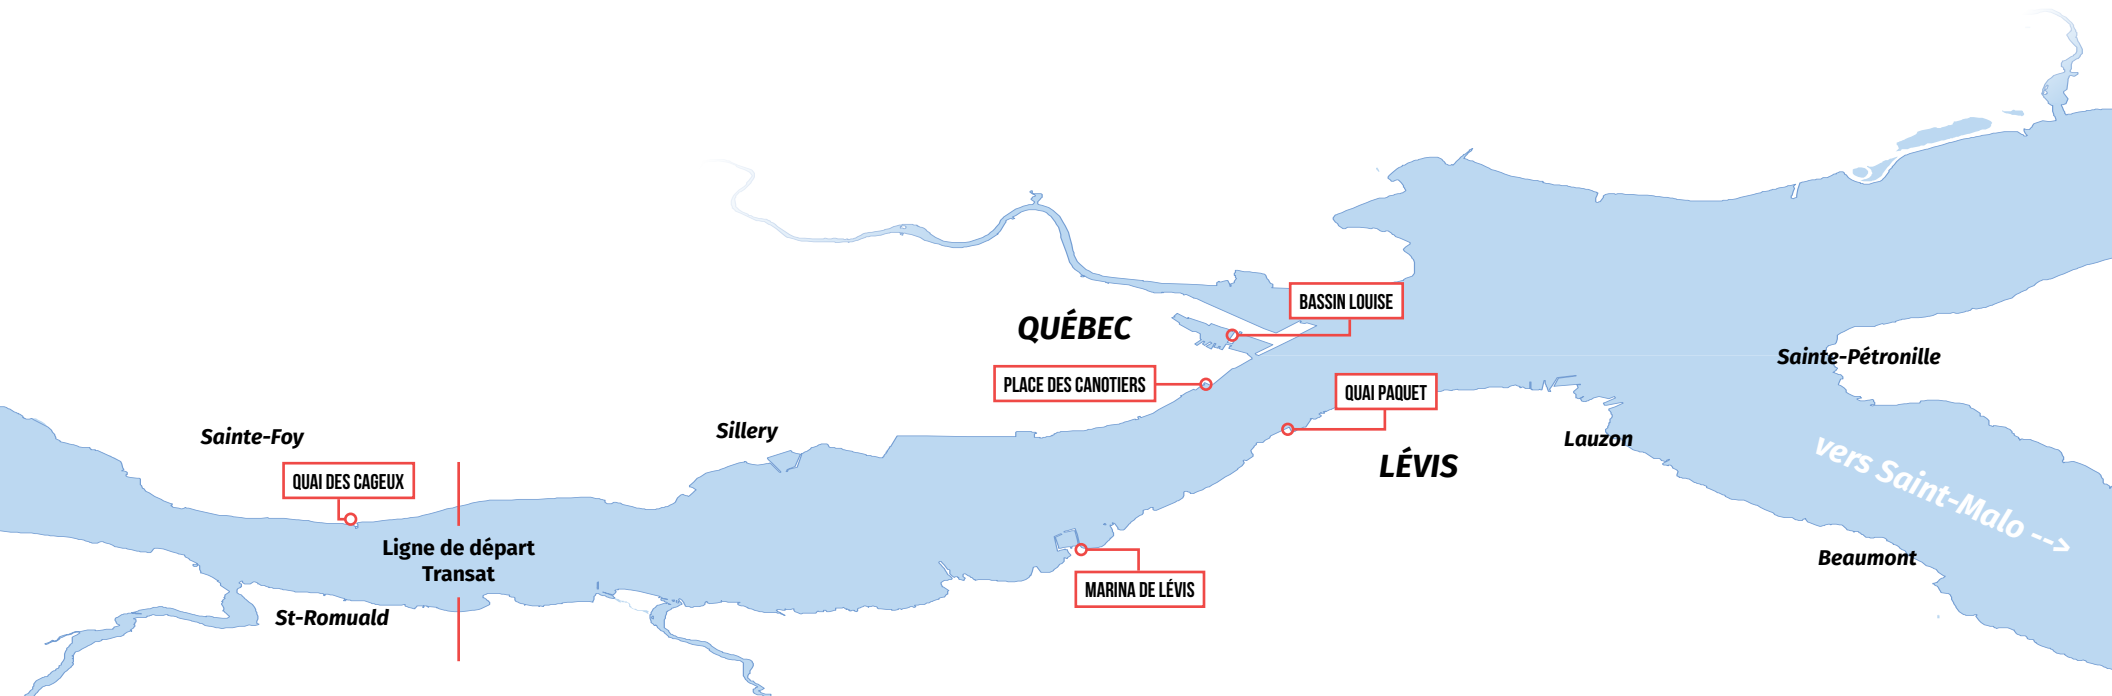 BASSIN LOUISE
QUÉBEC
Sainte-Pétronille
PLACE DES CANOTIERS
QUAI PAQUET
Sainte-Foy
Sillery
Lauzon
LÉVIS
vers Saint-Malo -->
QUAI DES CAGEUX
Ligne de départ
Transat
Beaumont
MARINA DE LÉVIS
St-Romuald